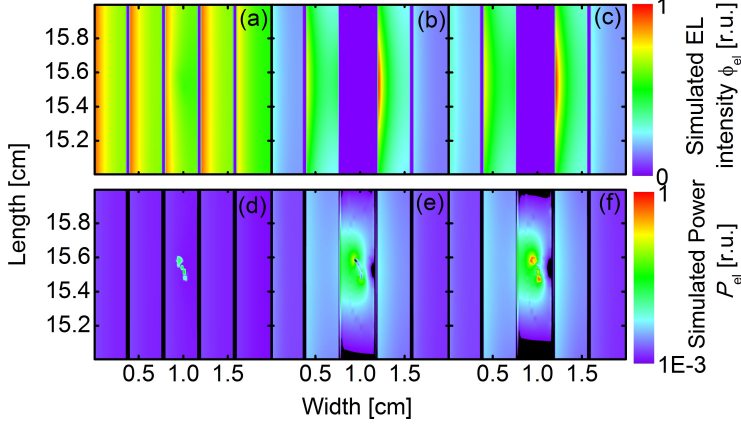 (a) (b) (c)
15.8
15.6
15.4
15.2
1
0
Simulated EL
intensity ϕel [r.u.]
Length [cm]
(d) (e) (f)
15.8
15.6
15.4
15.2
1
1E-3
Simulated Power
Pel [r.u.]
0.5 1.0 1.5 0.5 1.0 1.5 0.5 1.0 1.5
Width [cm]